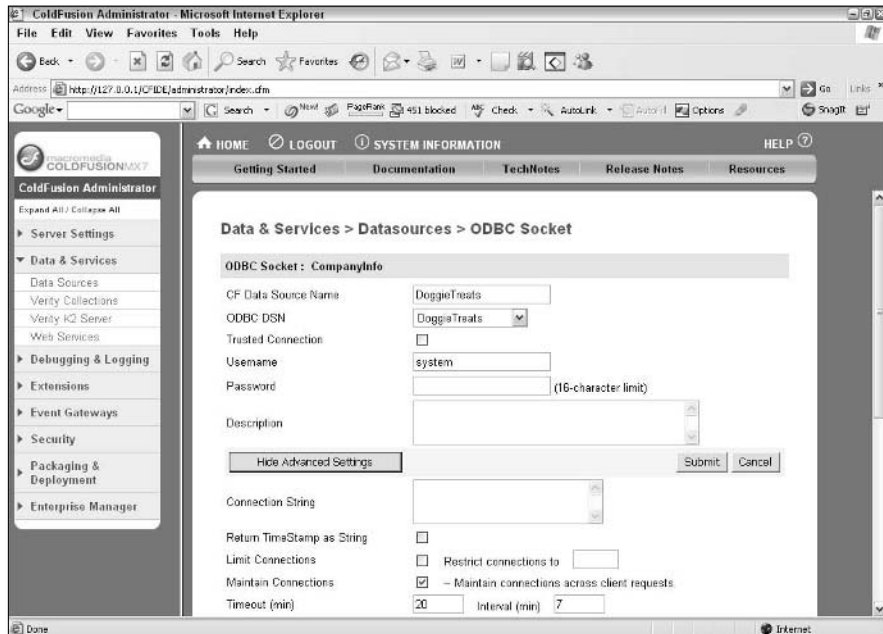 ColdFusion Administrator - Microsoft Internet Explorer
File Edit View Favorites Tools Help
Back Search Favorites
Address http://127.0.0.1/CFIDE/administrator/index.cfm Go Links »
Google Search New! PageRank 451 blocked Check AutoLink AutoFill Options SnagIt
macromedia
COLDFUSION MX7
HOME LOGOUT SYSTEM INFORMATION HELP
Getting Started Documentation TechNotes Release Notes Resources
ColdFusion Administrator
Expand All / Collapse All
Server Settings
Data & Services
Data Sources
Verity Collections
Verity K2 Server
Web Services
Debugging & Logging
Extensions
Event Gateways
Security
Packaging &
Deployment
Enterprise Manager
Data & Services > Datasources > ODBC Socket
ODBC Socket : CompanyInfo
CF Data Source Name DoggieTreats
ODBC DSN DoggieTreats
Trusted Connection
Username system
Password (16-character limit)
Description
Hide Advanced Settings Submit Cancel
Connection String
Return TimeStamp as String
Limit Connections Restrict connections to
Maintain Connections – Maintain connections across client requests.
Timeout (min) 20 Interval (min) 7
Done Internet